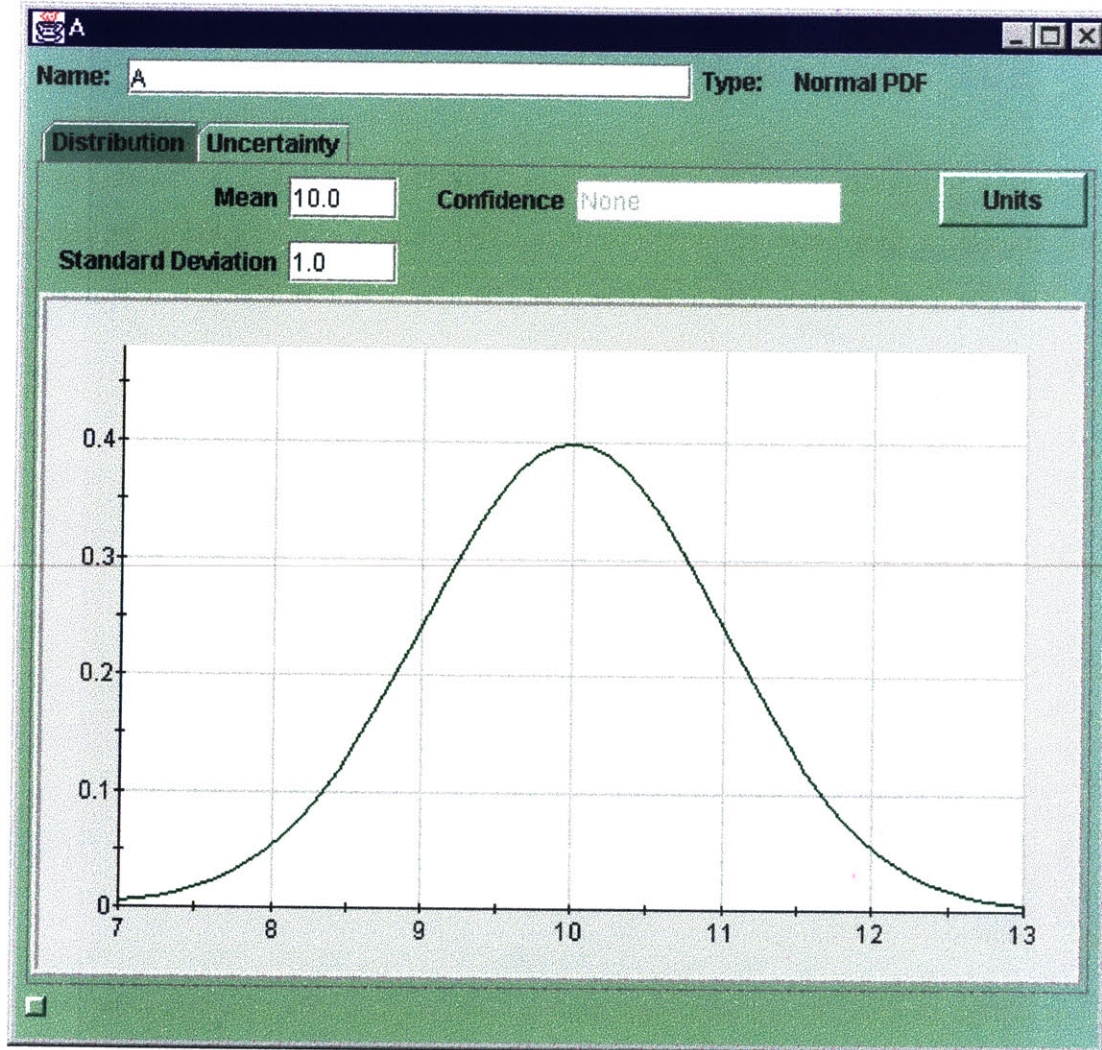 A
Name: A Type: Normal PDF
Distribution Uncertainty
Mean 10.0 Confidence None Units
Standard Deviation 1.0
0.4
0.3
0.2
0.1
0
7 8 9 10 11 12 13